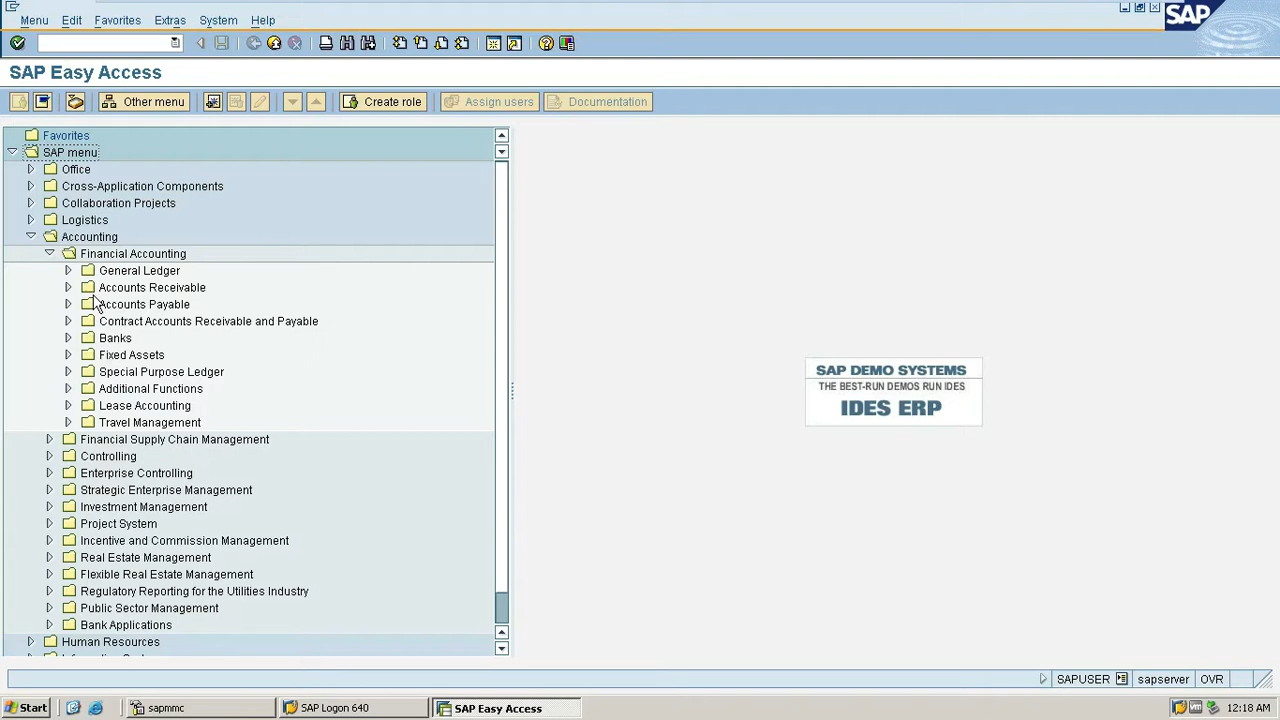 Menu Edit Favorites Extras System Help
SAP
SAP Easy Access
Other menu Create role Assign users Documentation
Favorites
SAP menu
Office
Cross-Application Components
Collaboration Projects
Logistics
Accounting
Financial Accounting
General Ledger
Accounts Receivable
Accounts Payable
Contract Accounts Receivable and Payable
Banks
Fixed Assets
Special Purpose Ledger
Additional Functions
Lease Accounting
Travel Management
Financial Supply Chain Management
Controlling
Enterprise Controlling
Strategic Enterprise Management
Investment Management
Project System
Incentive and Commission Management
Real Estate Management
Flexible Real Estate Management
Regulatory Reporting for the Utilities Industry
Public Sector Management
Bank Applications
Human Resources
SAP DEMO SYSTEMS
THE BEST-RUN DEMOS RUN IDES
IDES ERP
SAPUSER sapserver OVR
Start sapmmc SAP Logon 640 SAP Easy Access 12:18 AM